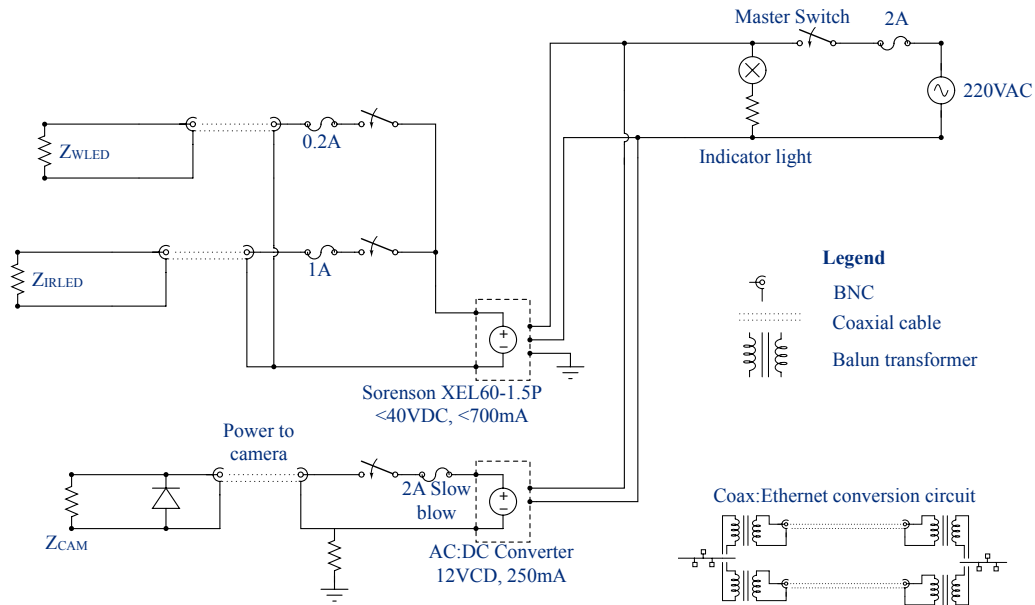 Master Switch
2A
220VAC
Indicator light
ZWLED
0.2A
ZIRLED
1A
Legend
BNC
Coaxial cable
Balun transformer
Sorenson XEL60-1.5P
<40VDC, <700mA
Power to
camera
2A Slow
blow
ZCAM
AC:DC Converter
12VCD, 250mA
Coax:Ethernet conversion circuit